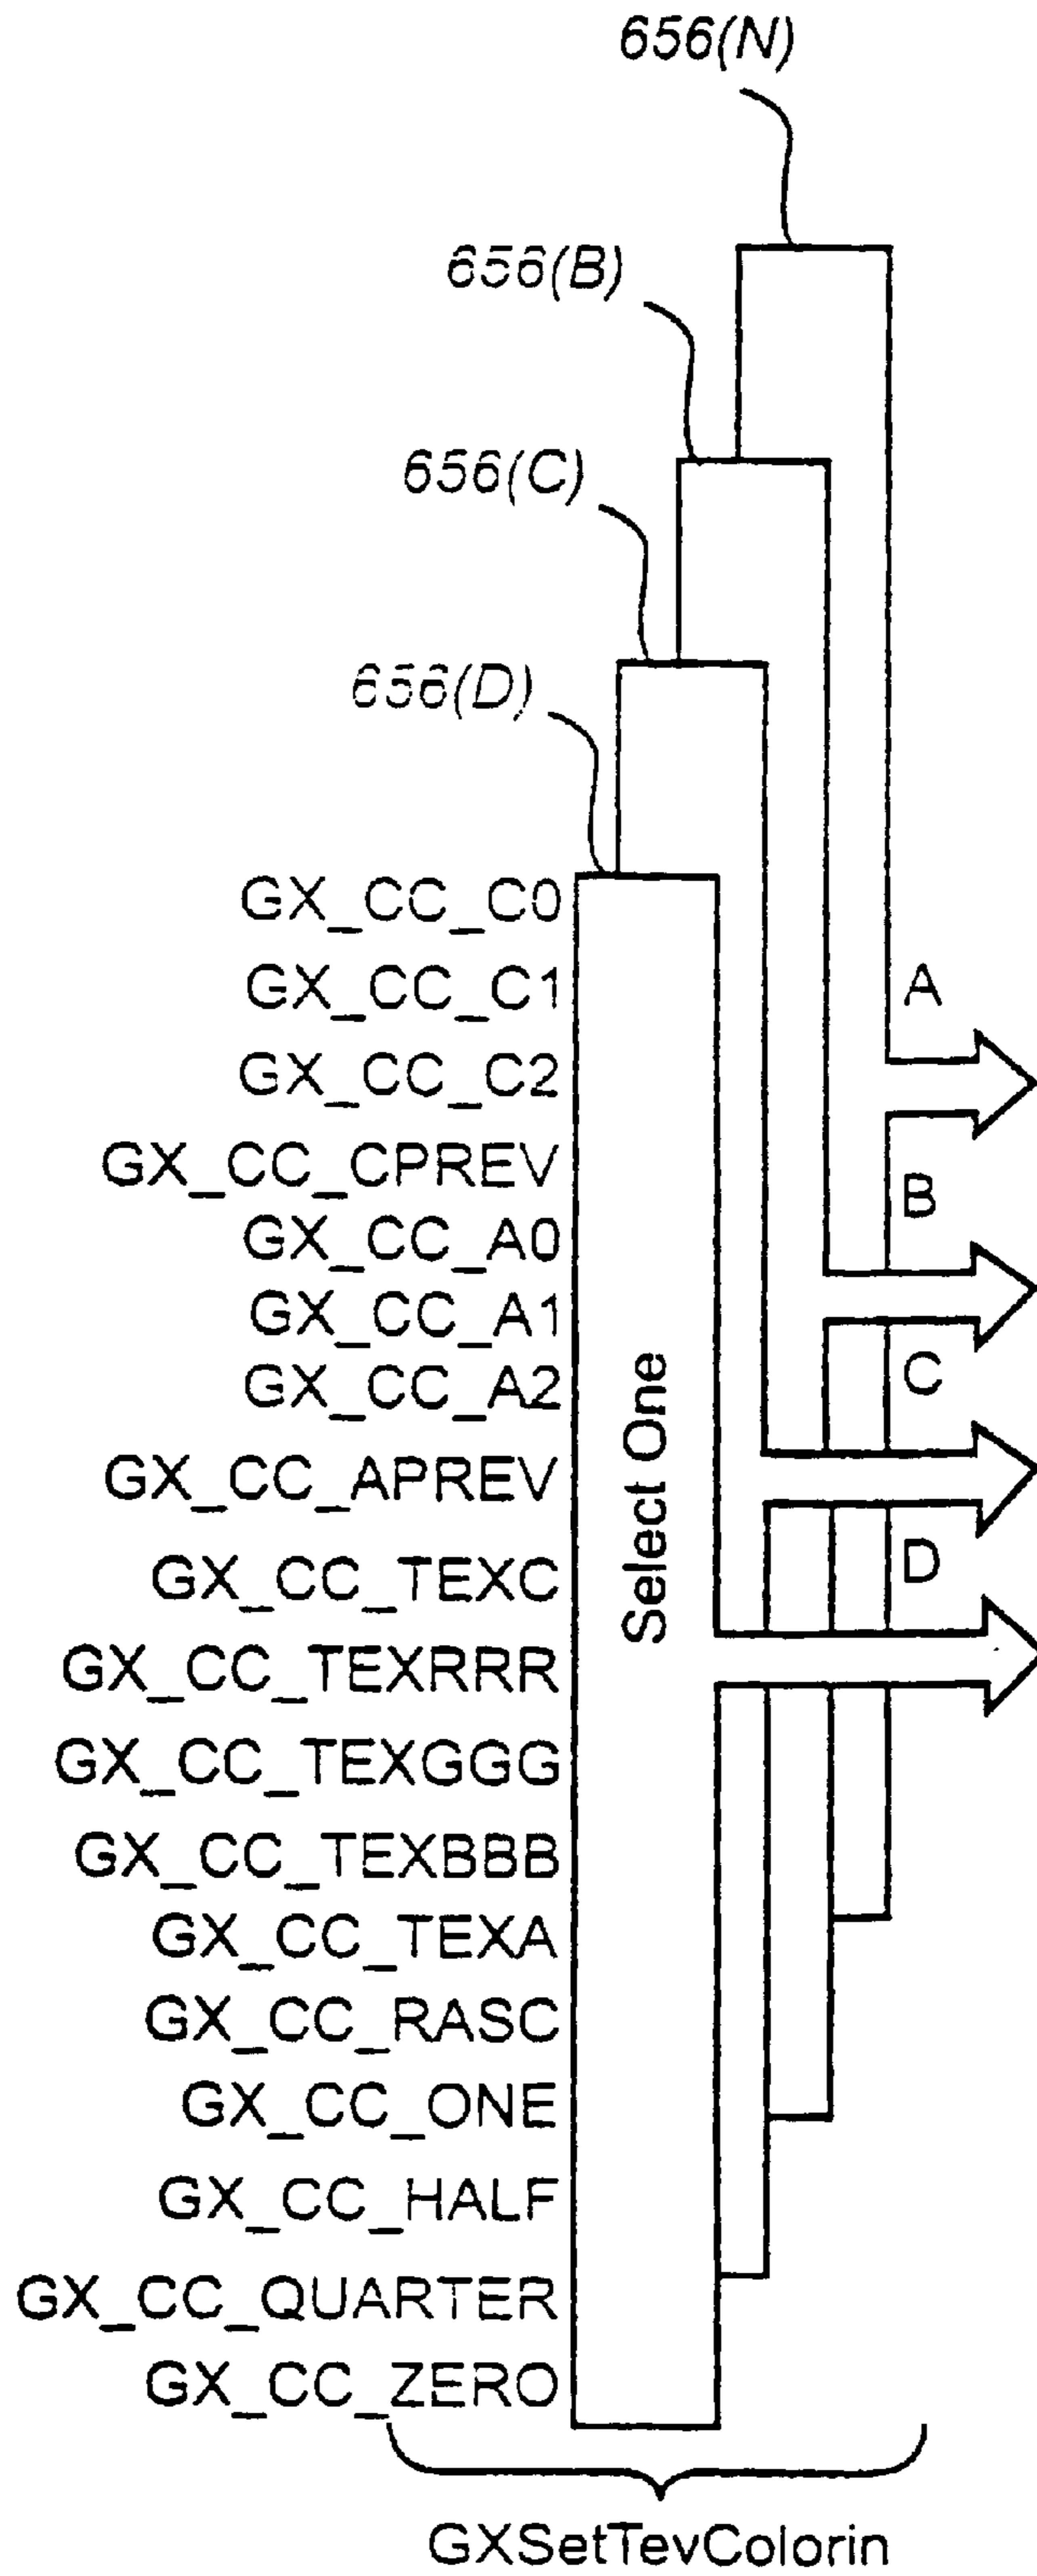 656(N)
656(B)
656(C)
656(D)
GX_CC_C0
GX_CC_C1
GX_CC_C2
GX_CC_CPREV
GX_CC_A0
GX_CC_A1
GX_CC_A2
GX_CC_APREV
GX_CC_TEXC
GX_CC_TEXRRR
GX_CC_TEXGGG
GX_CC_TEXBBB
GX_CC_TEXA
GX_CC_RASC
GX_CC_ONE
GX_CC_HALF
GX_CC_QUARTER
GX_CC_ZERO
Select One
A
B
C
D
GXSetTevColorin